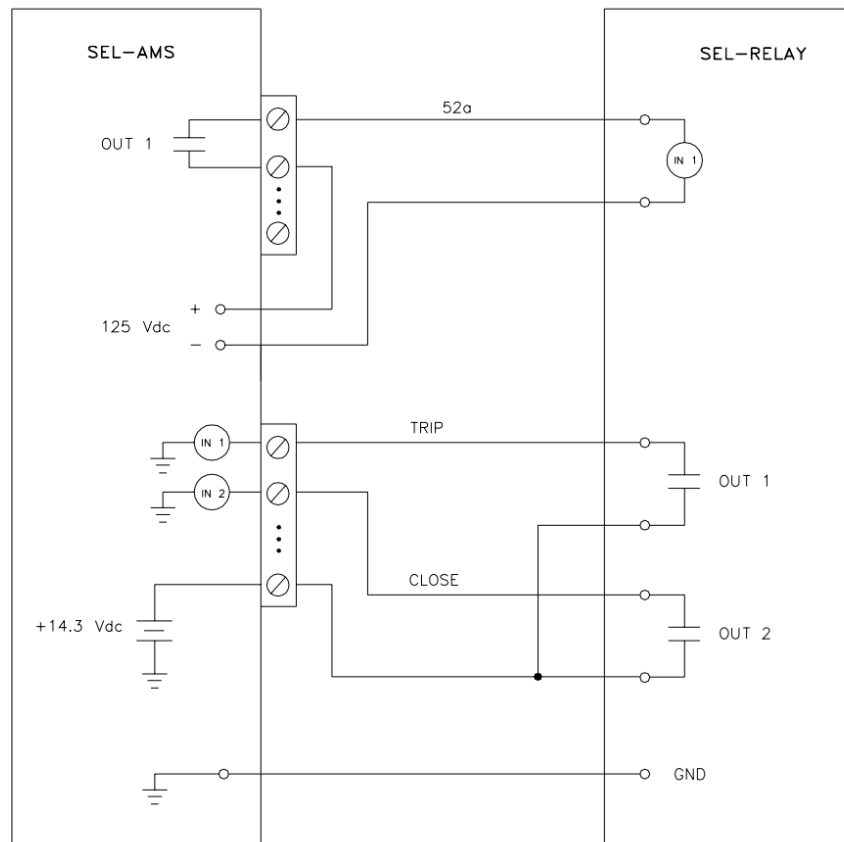 SEL-AMS
SEL-RELAY
52a
OUT 1
IN 1
+
125 Vdc
-
TRIP
IN 1
OUT 1
IN 2
CLOSE
+14.3 Vdc
OUT 2
GND